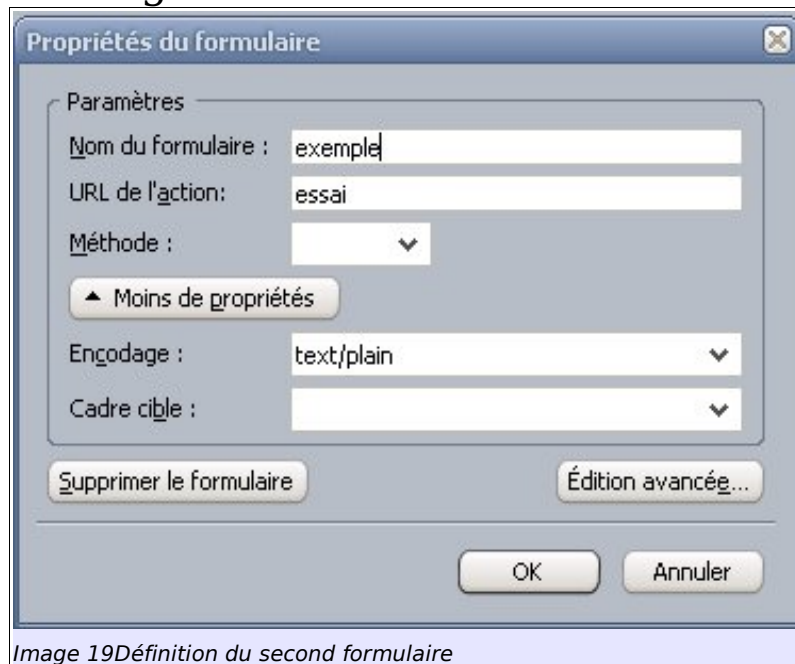 Propriétés du formulaire
Paramètres
Nom du formulaire : exemple
URL de l'action: essai
Méthode :
Moins de propriétés
Encodage : text/plain
Cadre cible :
Supprimer le formulaire Édition avancée...
OK Annuler
Image 19Définition du second formulaire